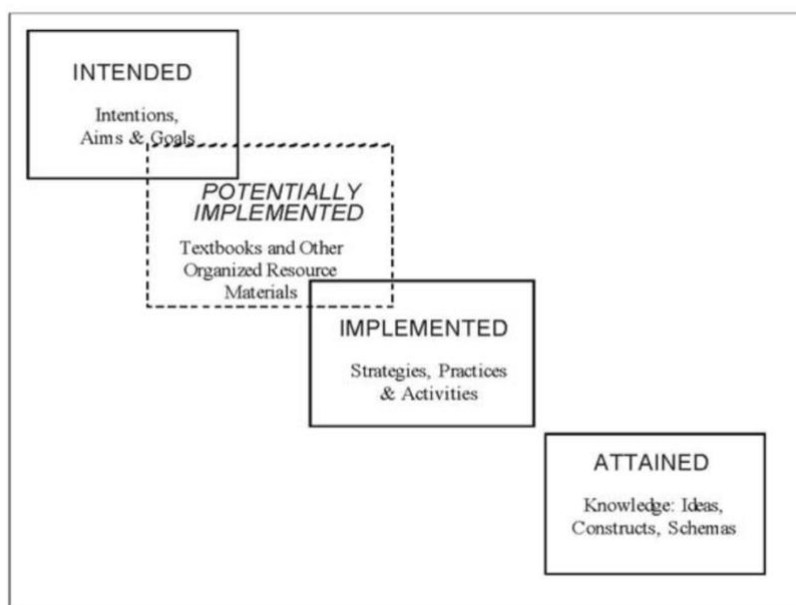 INTENDED
Intentions,
Aims & Goals
POTENTIALLY
IMPLEMENTED
Textbooks and Other
Organized Resource
Materials
IMPLEMENTED
Strategies, Practices
& Activities
ATTAINED
Knowledge: Ideas,
Constructs, Schemas